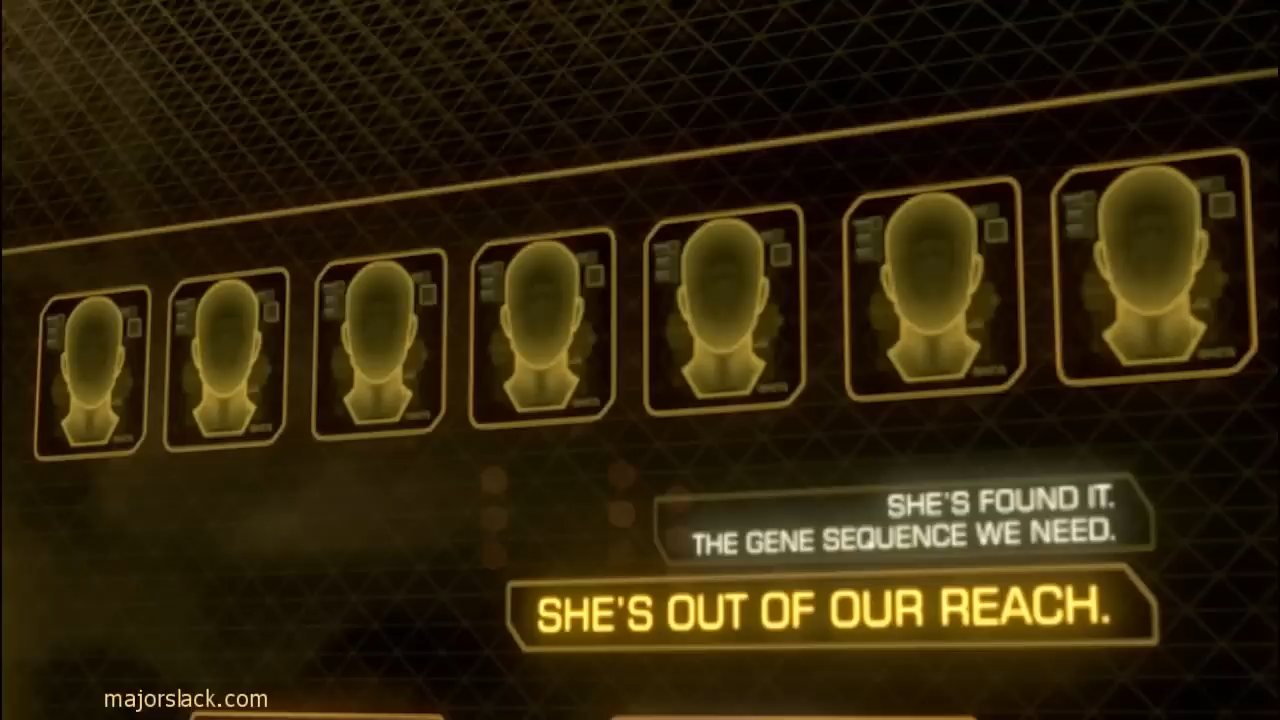 SHE'S FOUND IT.
THE GENE SEQUENCE WE NEED.
SHE'S OUT OF OUR REACH.
majorslack.com